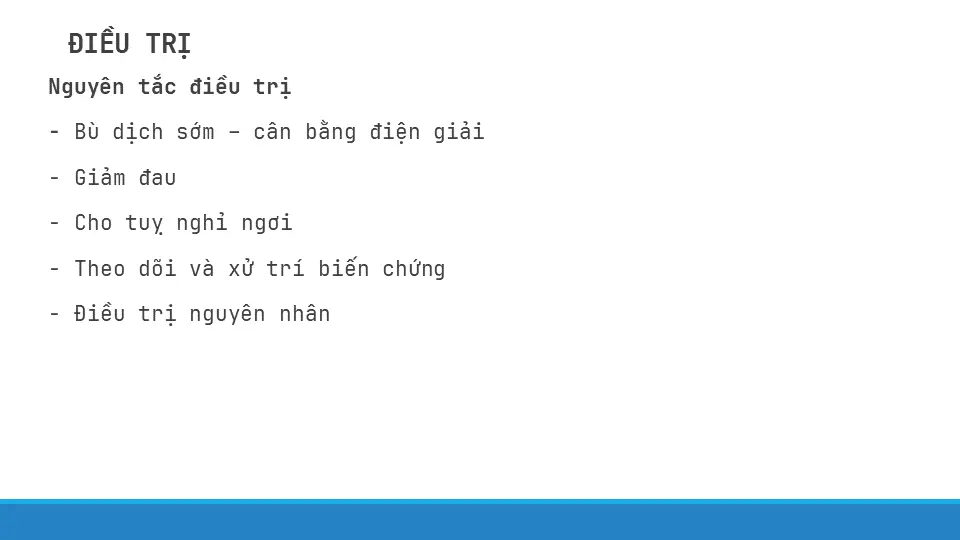 ĐIỀU TRỊ
Nguyên tắc điều trị
- Bù dịch sớm – cân bằng điện giải
- Giảm đau
- Cho tuỵ nghỉ ngơi
- Theo dõi và xử trí biến chứng
- Điều trị nguyên nhân